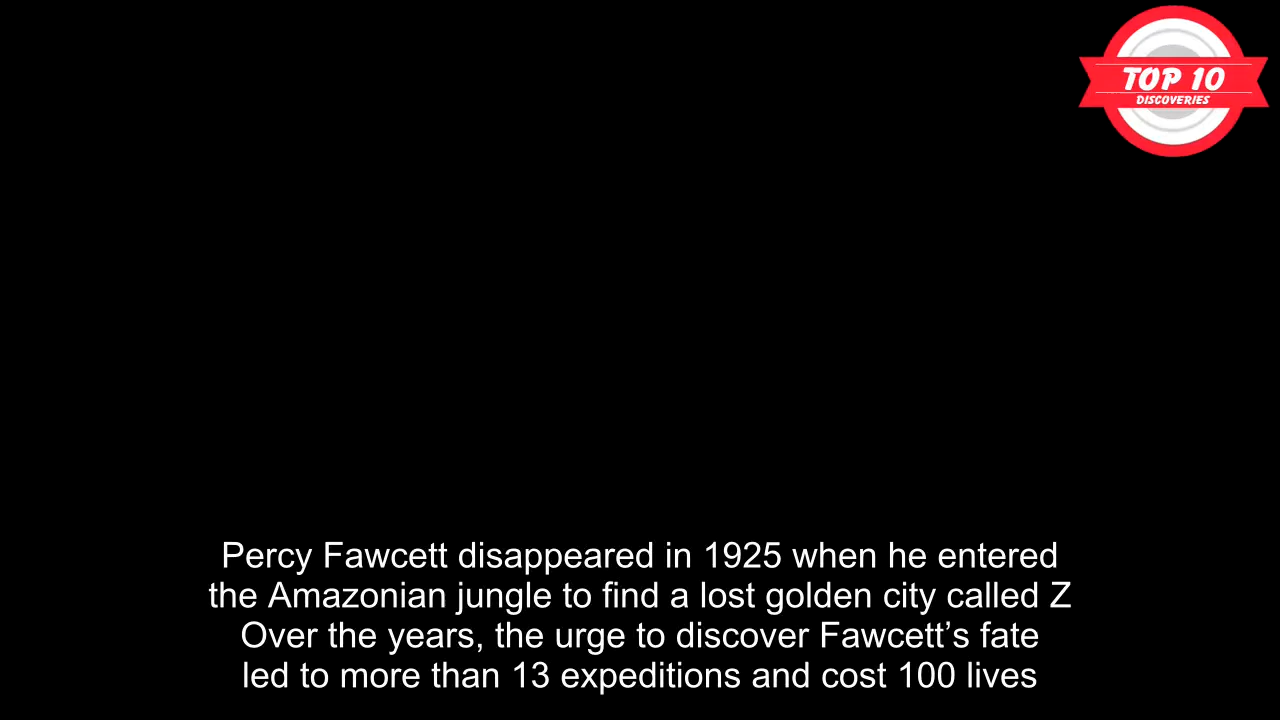 TOP 10
DISCOVERIES
Percy Fawcett disappeared in 1925 when he entered
the Amazonian jungle to find a lost golden city called Z
Over the years, the urge to discover Fawcett’s fate
led to more than 13 expeditions and cost 100 lives